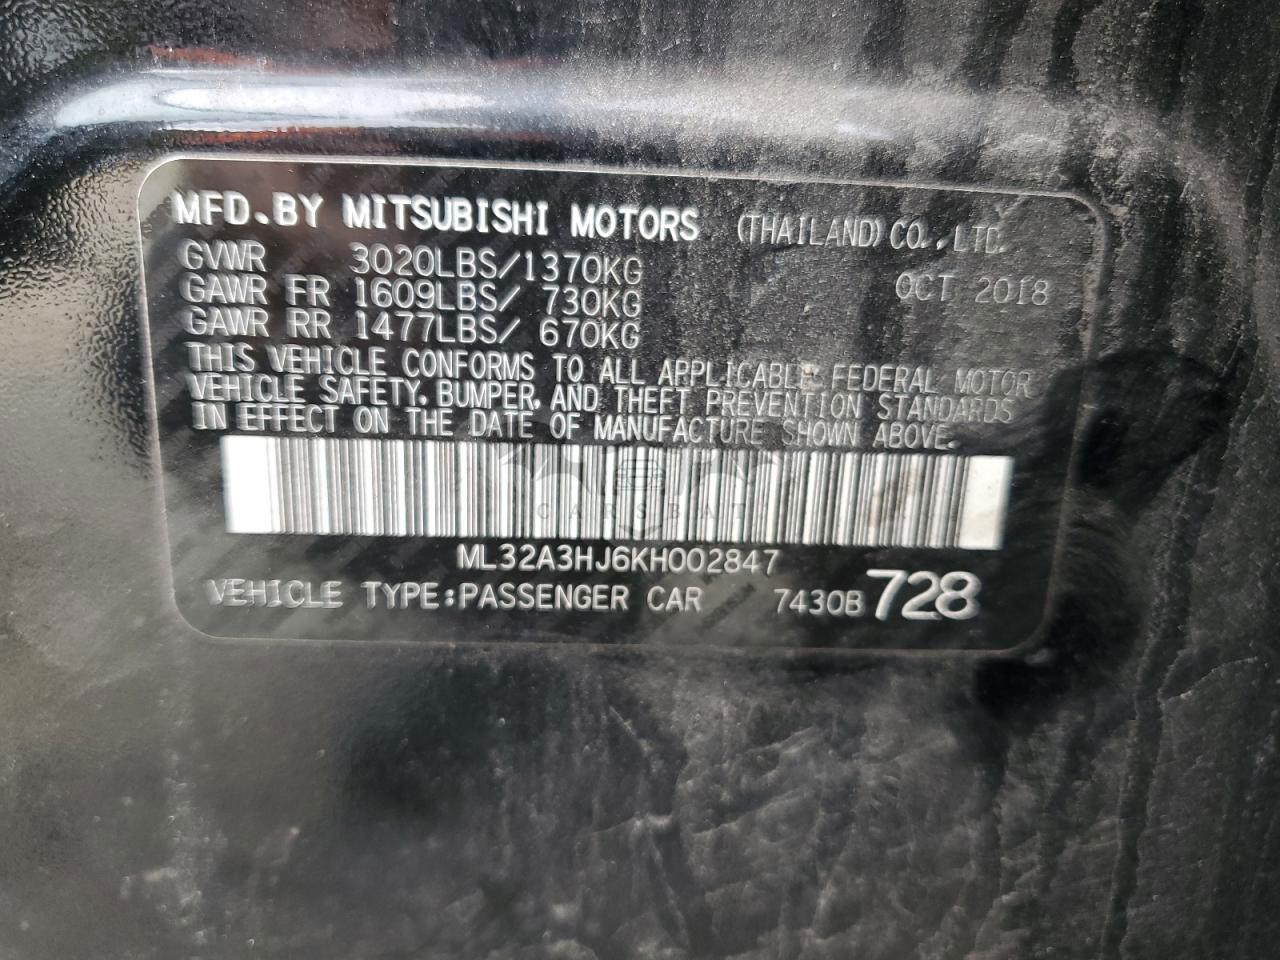 MFD.BY MITSUBISHI MOTORS (THAILAND) CO.,LTD.
GVWR 3020LBS/1370KG OCT 2018
GAWR FR 1609LBS/ 730KG
GAWR RR 1477LBS/ 670KG
THIS VEHICLE CONFORMS TO ALL APPLICABLE FEDERAL MOTOR
VEHICLE SAFETY, BUMPER, AND THEFT PREVENTION STANDARDS
IN EFFECT ON THE DATE OF MANUFACTURE SHOWN ABOVE.
CARSBAT
ML32A3HJ6KH002847
VEHICLE TYPE:PASSENGER CAR 7430B 728